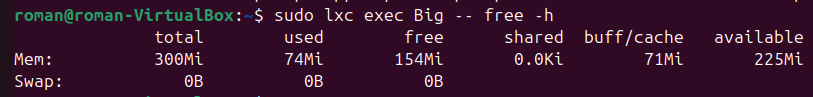 roman@roman-VirtualBox:~$ sudo lxc exec Big -- free -h
               total        used        free      shared  buff/cache   available
Mem:           300Mi        74Mi       154Mi       0.0Ki        71Mi       225Mi
Swap:             0B          0B          0B